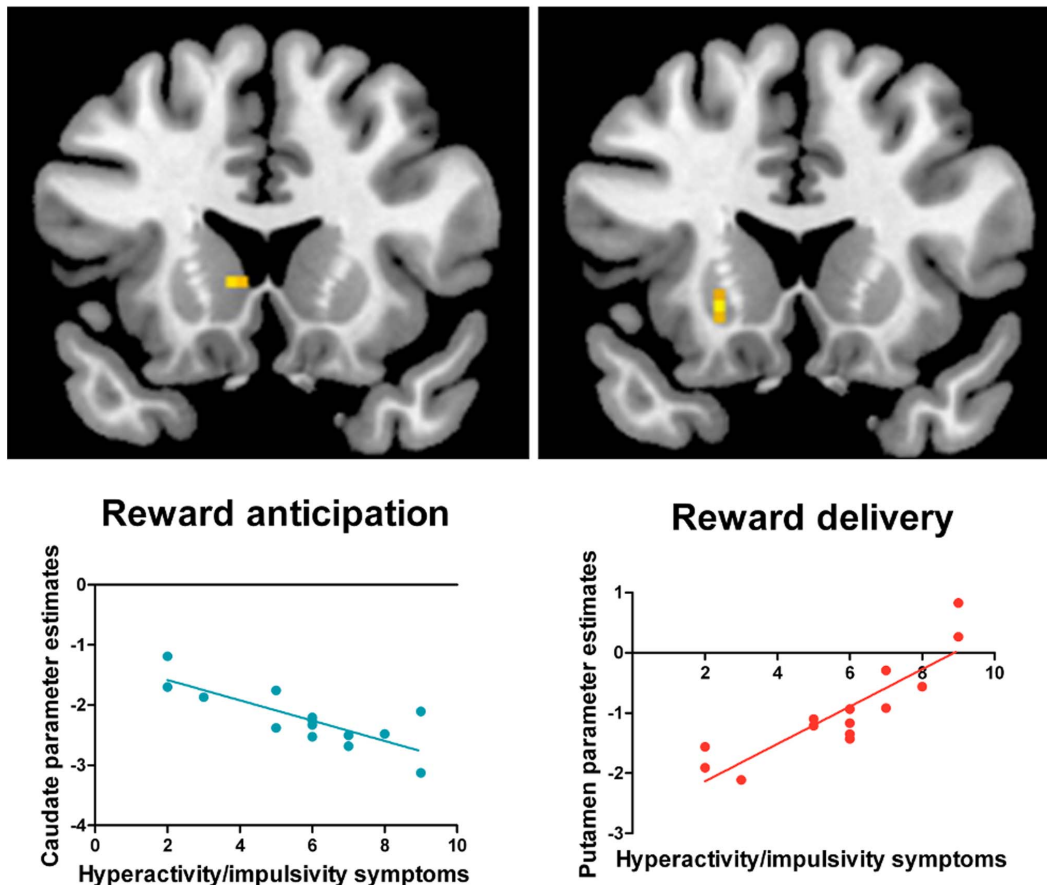 Reward anticipation
Caudate parameter estimates
0
-1
-2
-3
-4
0 2 4 6 8 10
Hyperactivity/impulsivity symptoms
Reward delivery
Putamen parameter estimates
1
0
-1
-2
-3
2 4 6 8 10
Hyperactivity/impulsivity symptoms